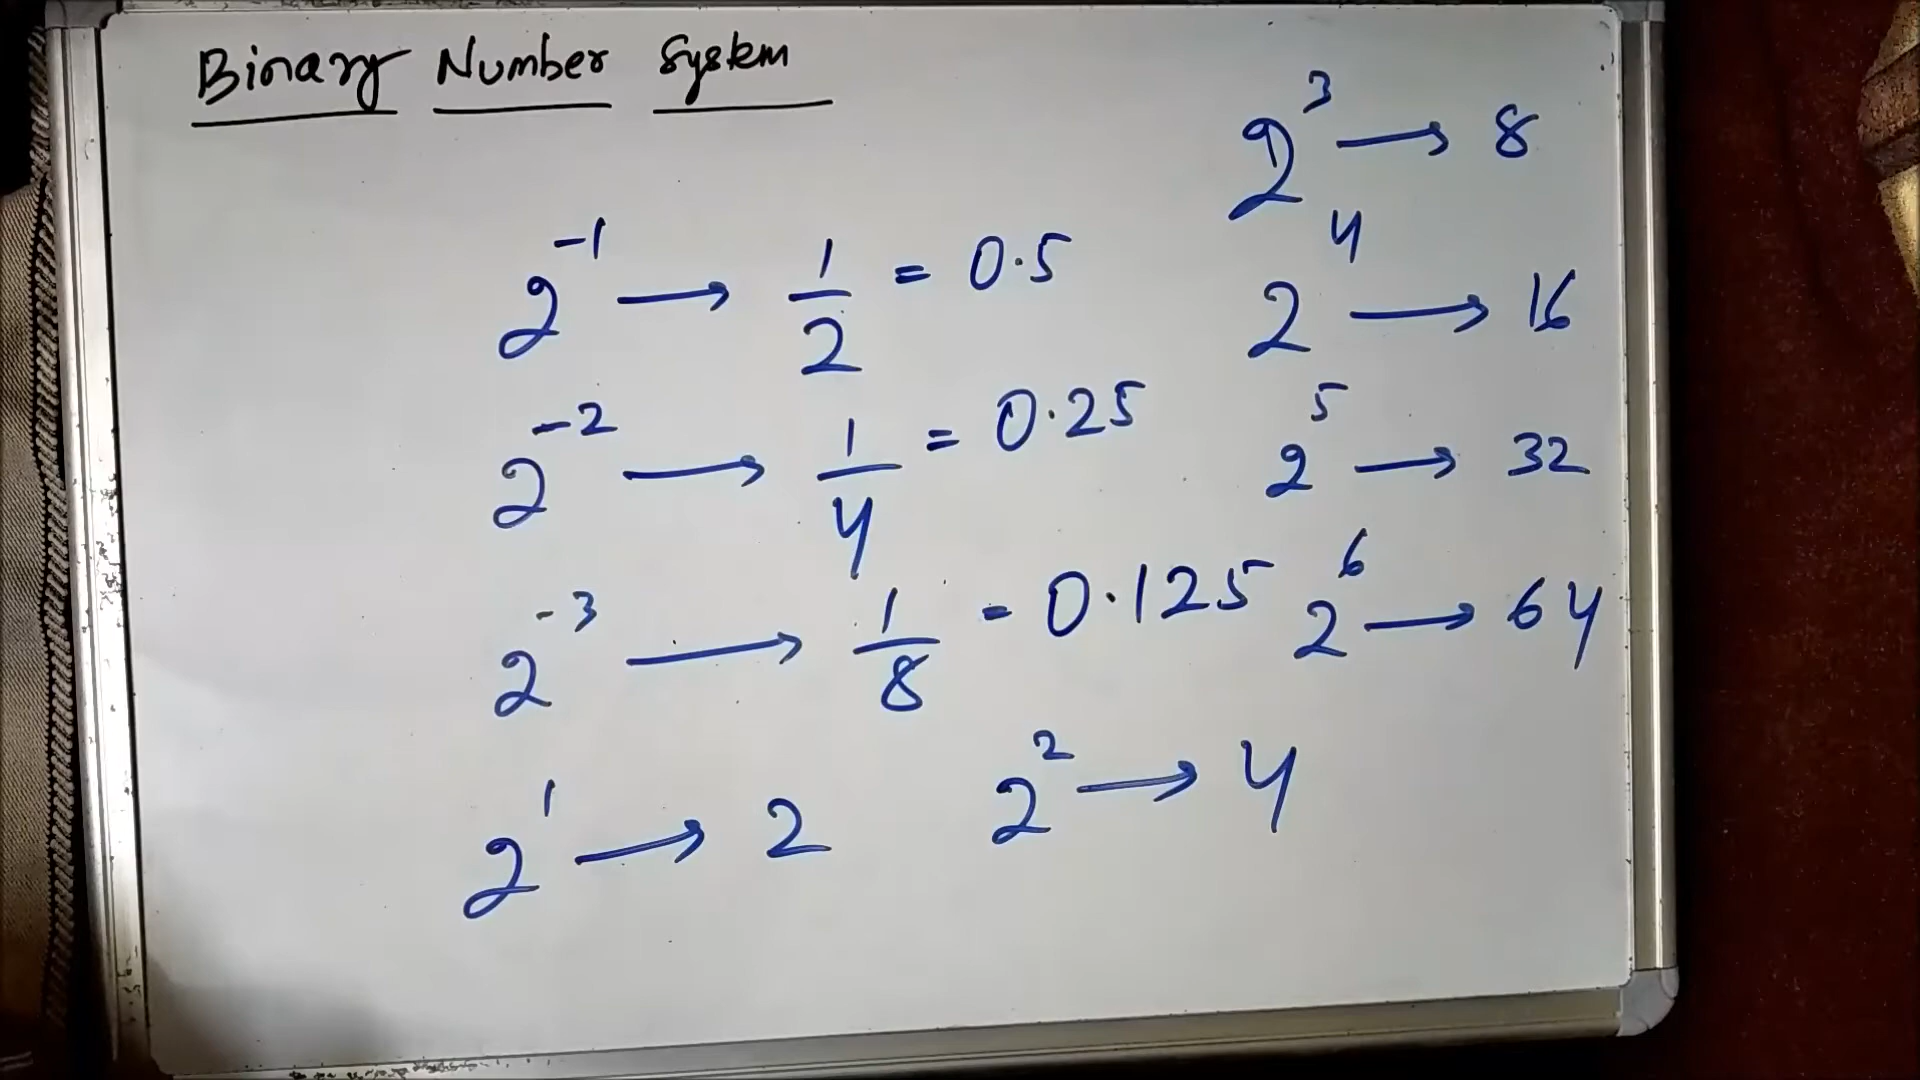 Binary Number System
2^-1 → 1/2 = 0.5
2^-2 → 1/4 = 0.25
2^-3 → 1/8 = 0.125
2^1 → 2
2^2 → 4
2^3 → 8
2^4 → 16
2^5 → 32
2^6 → 64